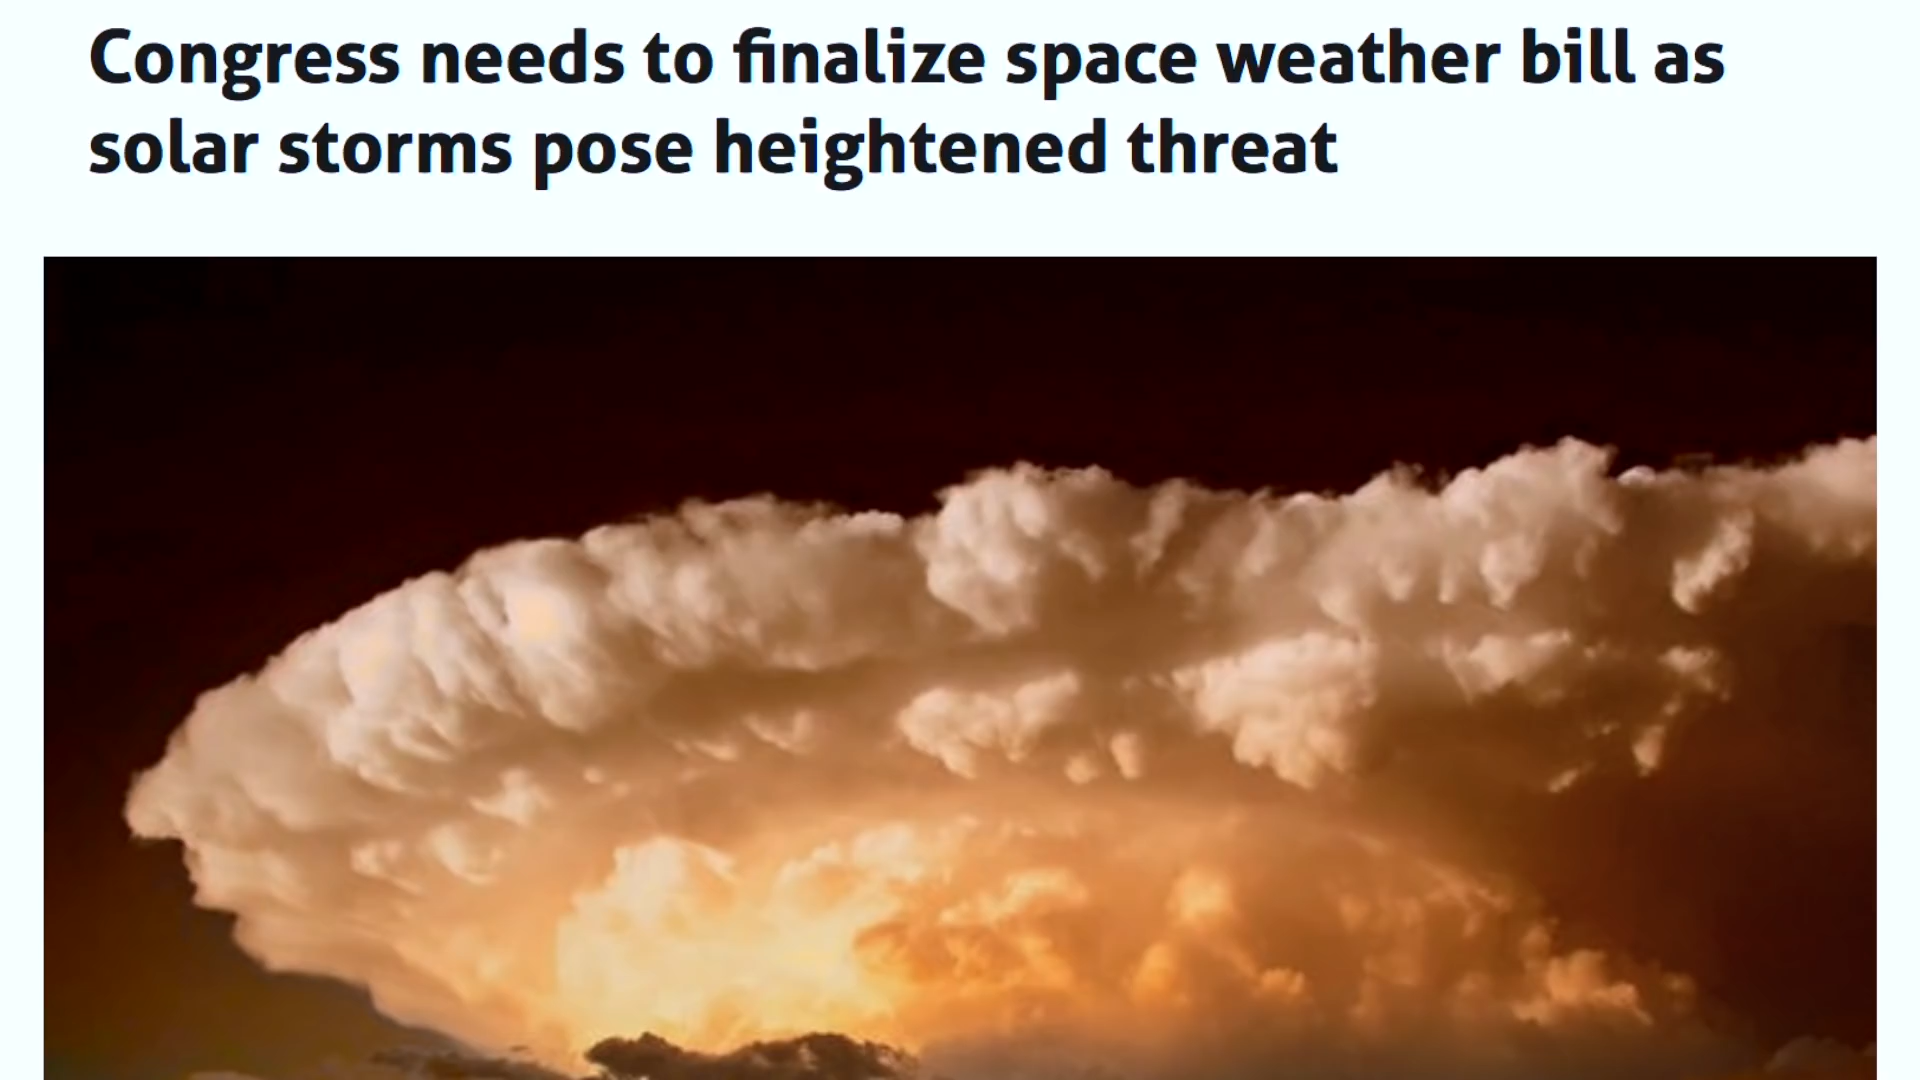 Congress needs to finalize space weather bill as
solar storms pose heightened threat